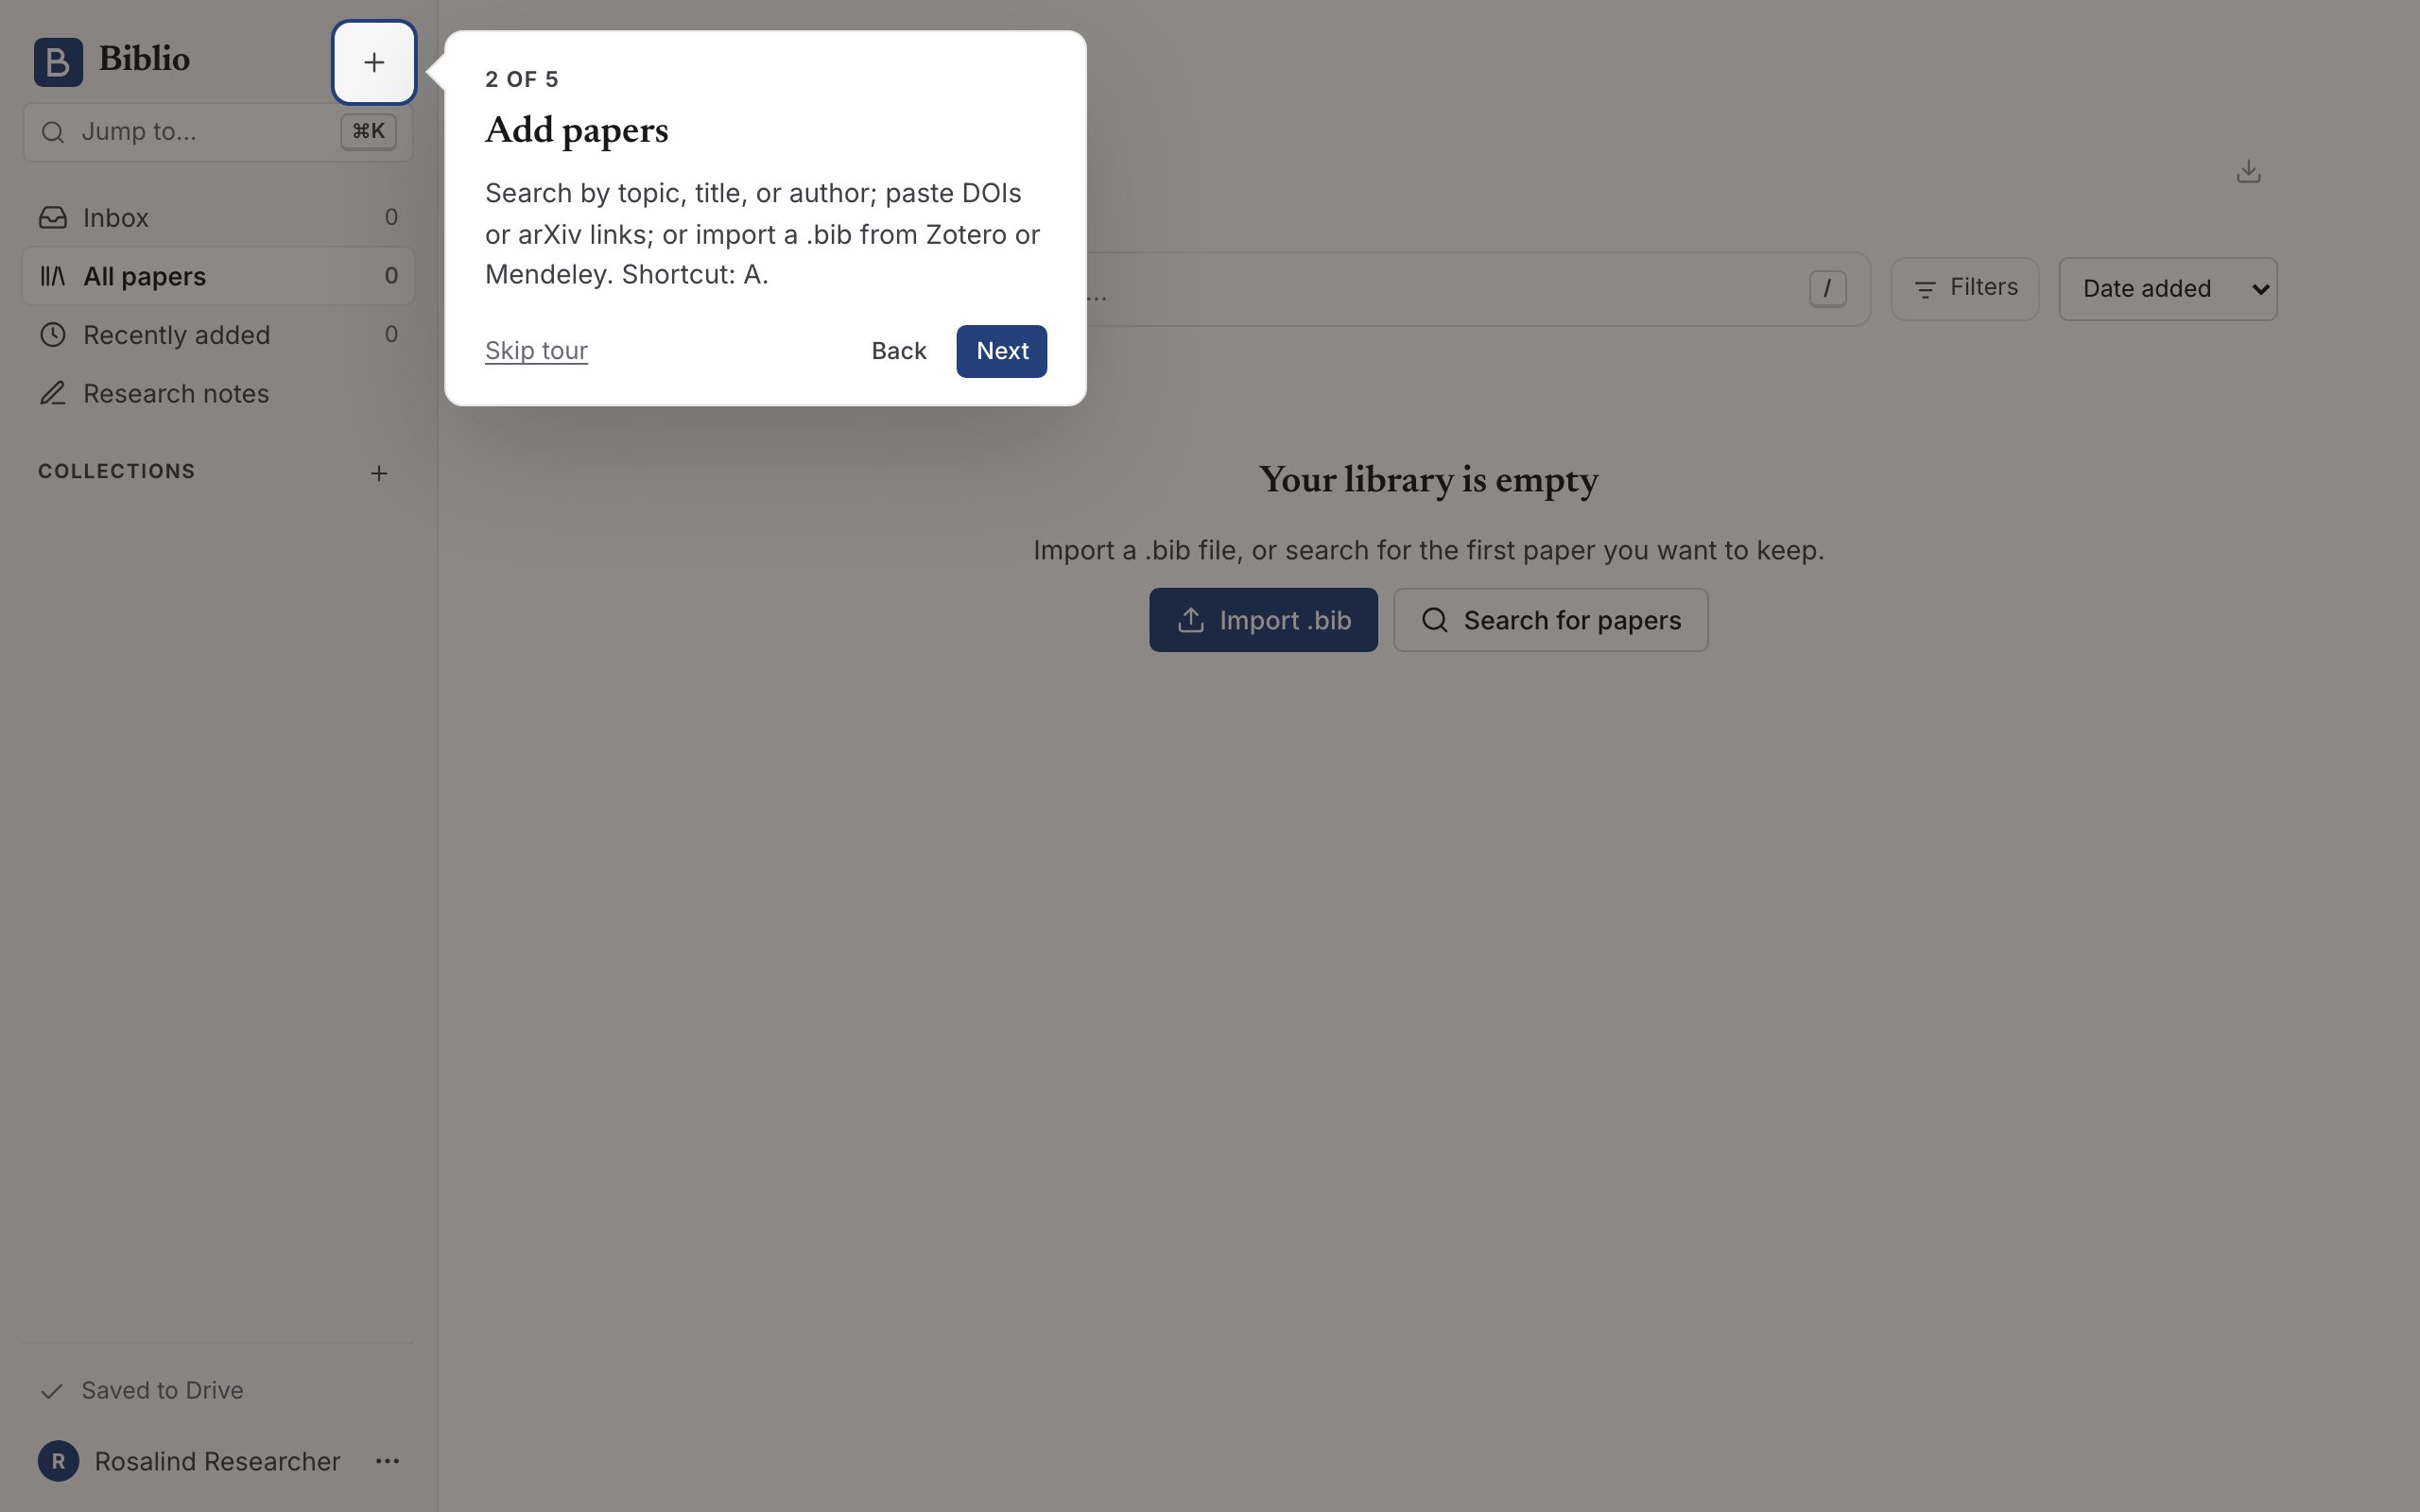 B Biblio
+
Jump to... ⌘K
Inbox 0
All papers 0
Recently added 0
Research notes
COLLECTIONS +
Saved to Drive
R Rosalind Researcher ...
2 OF 5
Add papers
Search by topic, title, or author; paste DOIs
or arXiv links; or import a .bib from Zotero or
Mendeley. Shortcut: A.
Skip tour Back Next
... / Filters Date added
Your library is empty
Import a .bib file, or search for the first paper you want to keep.
Import .bib Search for papers